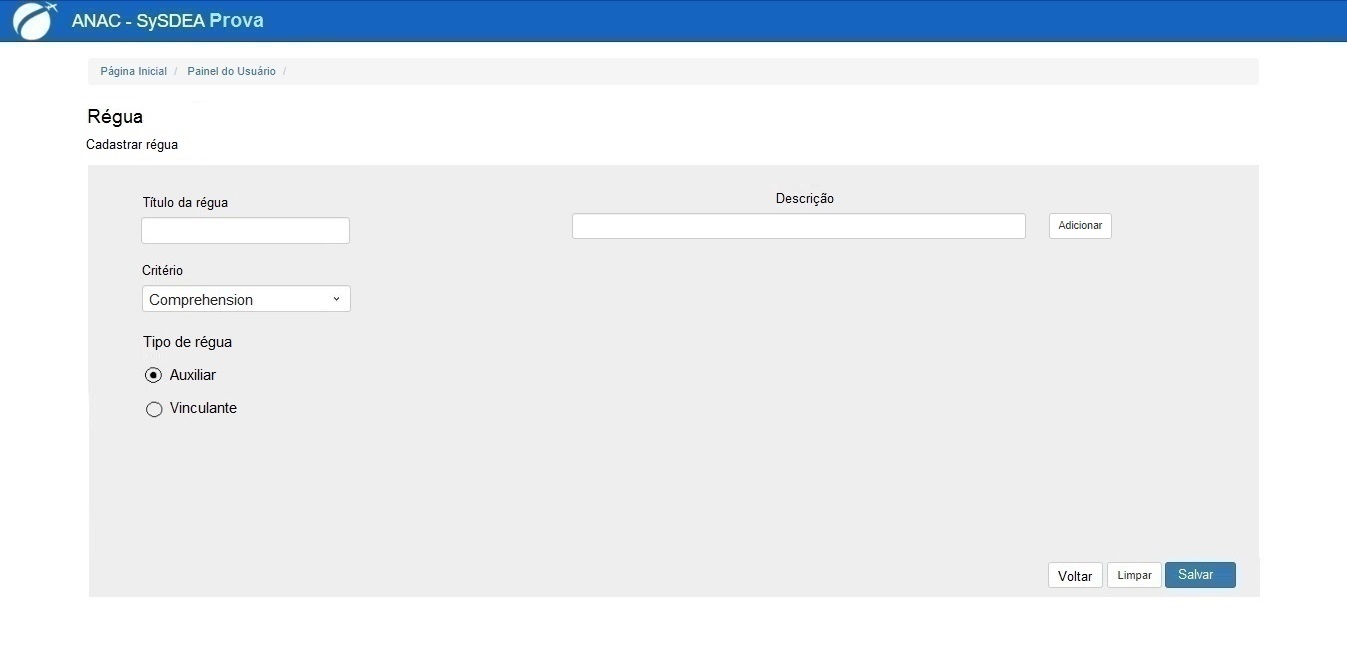 ANAC - SySDEA Prova
Página Inicial / Painel do Usuário /
Régua
Cadastrar régua
Título da régua
Descrição
Adicionar
Critério
Comprehension
Tipo de régua
Auxiliar
Vinculante
Voltar Limpar Salvar